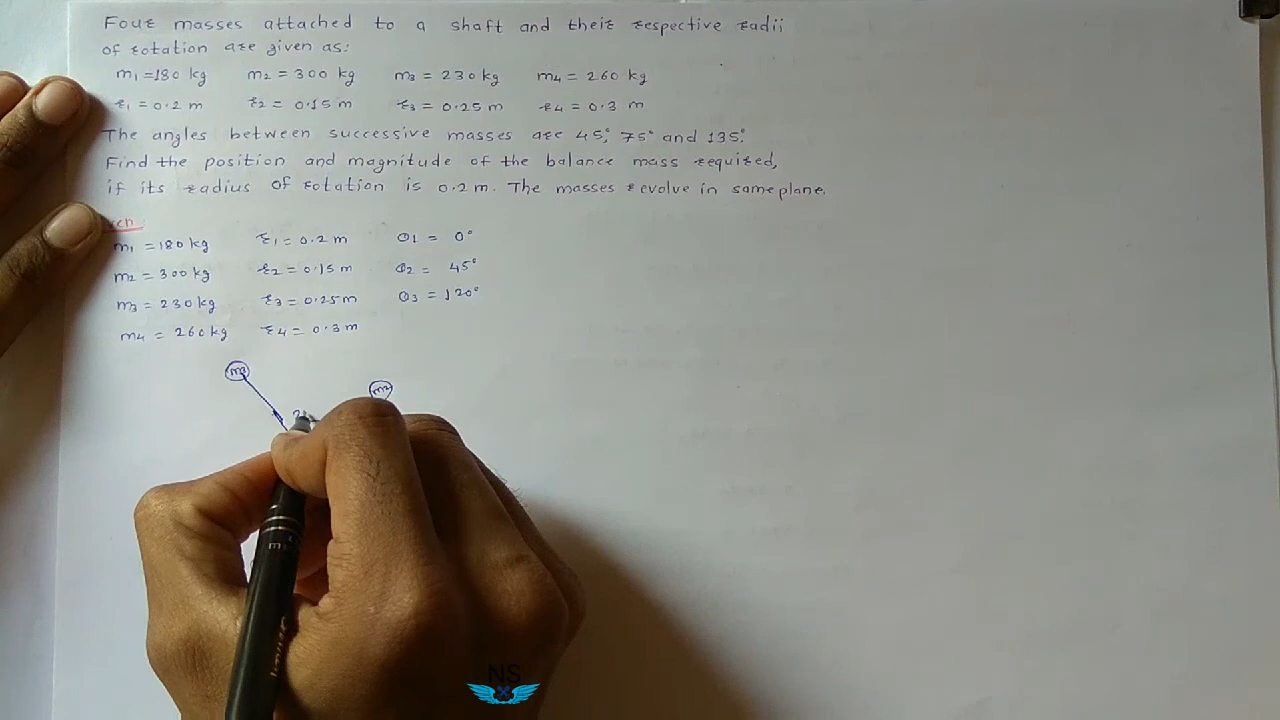 Four masses attached to a shaft and their respective radii
of rotation are given as:
m1 = 180 kg m2 = 300 kg m3 = 230 kg m4 = 260 kg
r1 = 0.2 m r2 = 0.15 m r3 = 0.25 m r4 = 0.3 m
The angles between successive masses are 45°, 75° and 135°.
Find the position and magnitude of the balance mass required,
if its radius of rotation is 0.2 m. The masses revolve in same plane.
m1 = 180 kg r1 = 0.2 m θ1 = 0°
m2 = 300 kg r2 = 0.15 m θ2 = 45°
m3 = 230 kg r3 = 0.25 m θ3 = 120°
m4 = 260 kg r4 = 0.3 m
m3
m2
NS